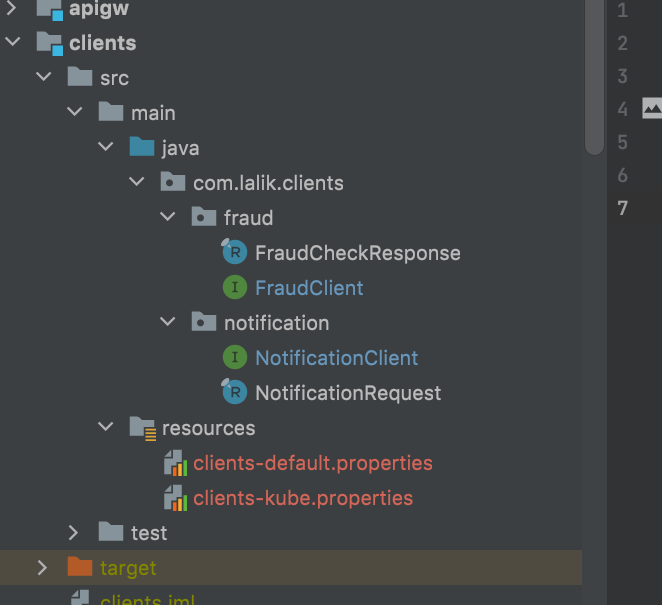 apigw
clients
src
main
java
com.lalik.clients
fraud
R FraudCheckResponse
I FraudClient
notification
I NotificationClient
R NotificationRequest
resources
clients-default.properties
clients-kube.properties
test
target
clients.iml
1
2
3
4
5
6
7